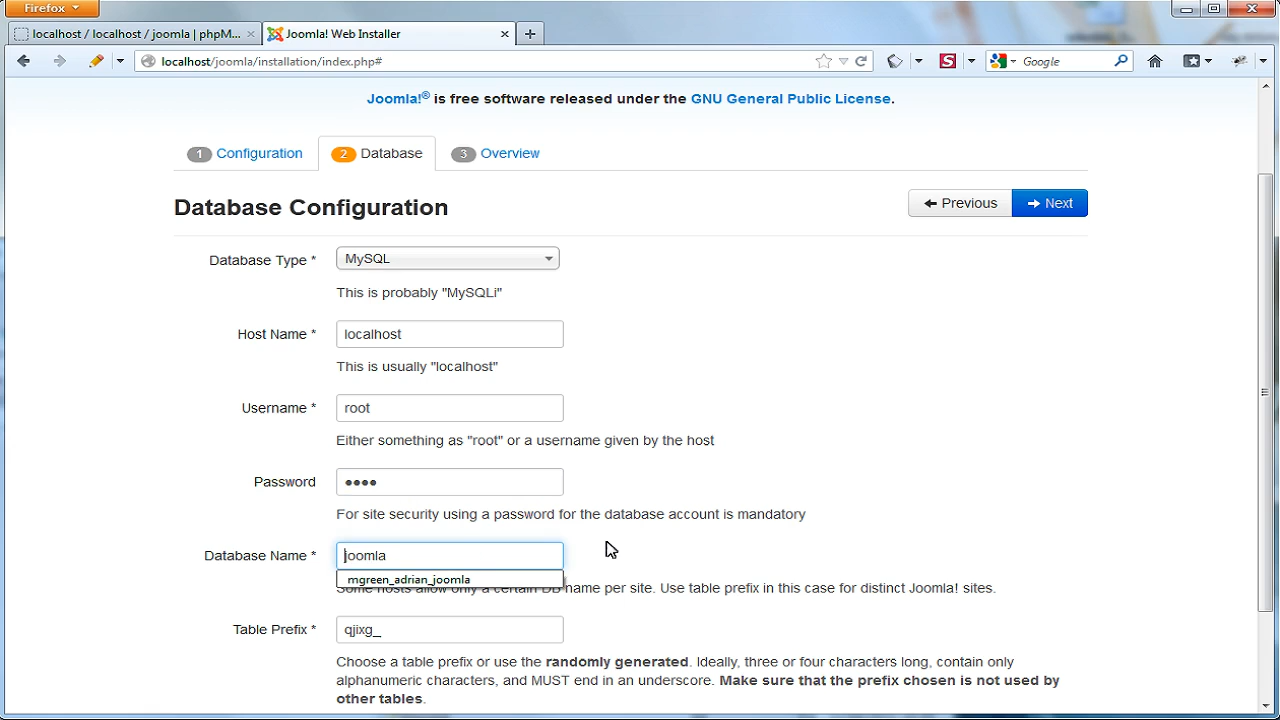 Firefox
localhost / localhost / joomla | phpM...
Joomla! Web Installer
localhost/joomla/installation/index.php#
S
Google
Joomla!® is free software released under the GNU General Public License.
1 Configuration
2 Database
3 Overview
Database Configuration
Previous
Next
Database Type *
MySQL
This is probably "MySQLi"
Host Name *
localhost
This is usually "localhost"
Username *
root
Either something as "root" or a username given by the host
Password
••••
For site security using a password for the database account is mandatory
Database Name *
joomla
mgreen_adrian_joomla
Some hosts allow only a certain DB name per site. Use table prefix in this case for distinct Joomla! sites.
Table Prefix *
qjixg_
Choose a table prefix or use the randomly generated. Ideally, three or four characters long, contain only
alphanumeric characters, and MUST end in an underscore. Make sure that the prefix chosen is not used by
other tables.